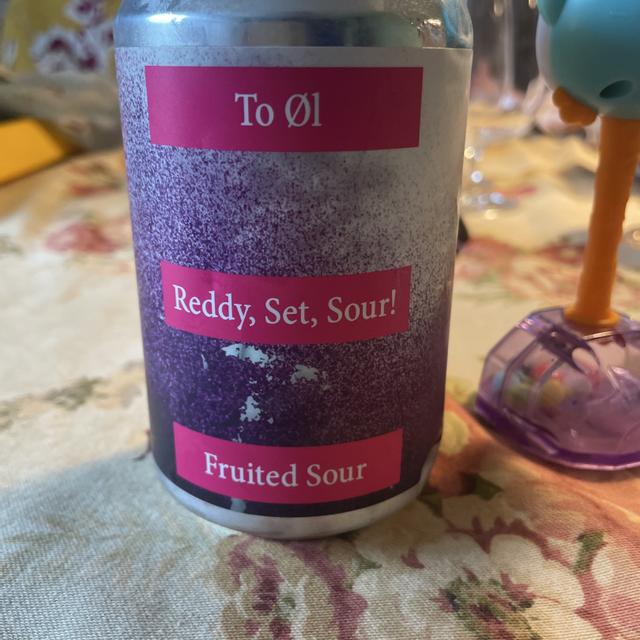 To Øl
Reddy, Set, Sour!
Fruited Sour